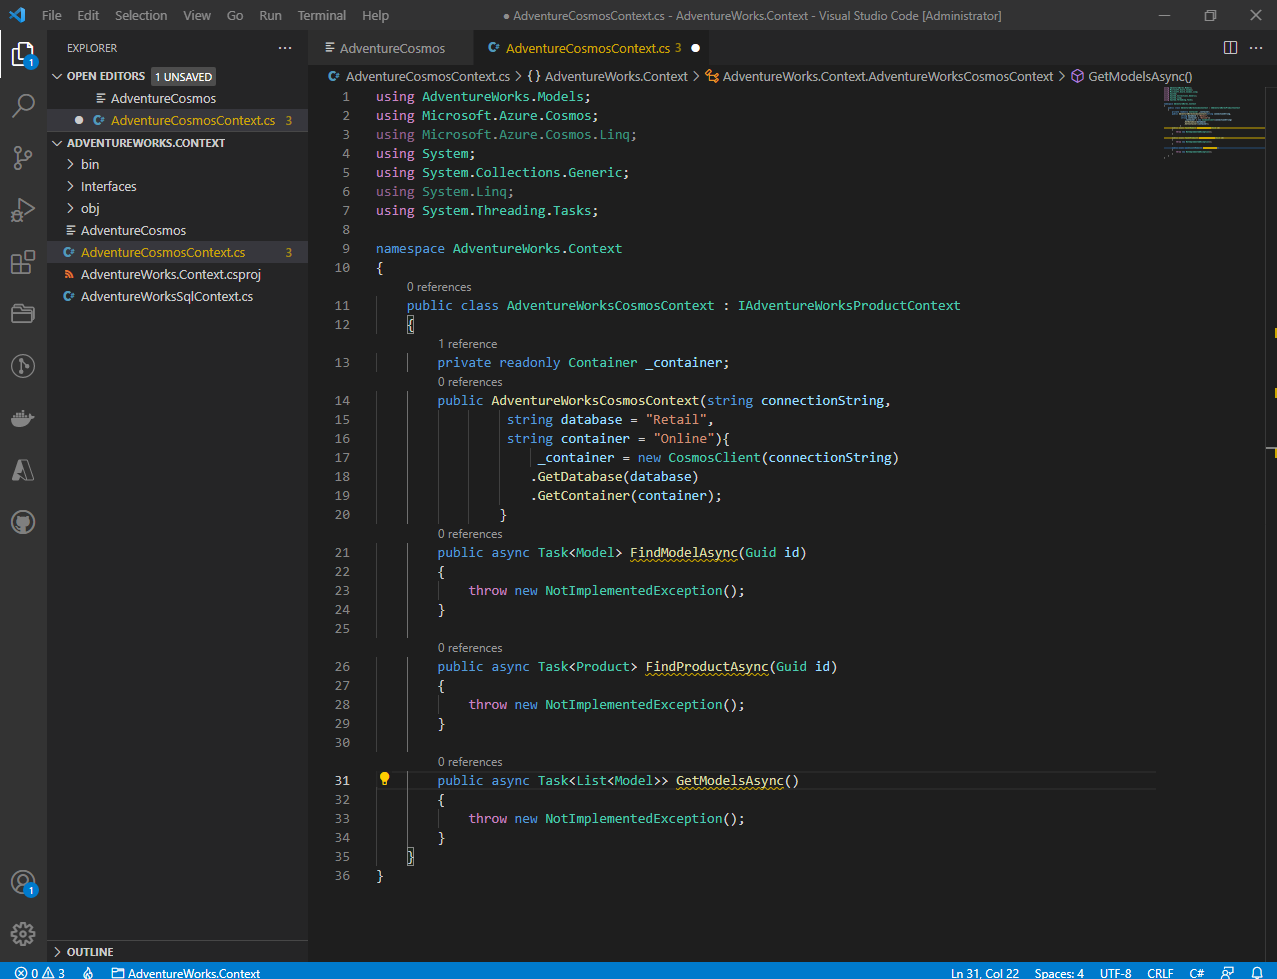 File Edit Selection View Go Run Terminal Help ● AdventureCosmosContext.cs - AdventureWorks.Context - Visual Studio Code [Administrator]
EXPLORER
OPEN EDITORS 1 UNSAVED
AdventureCosmos
AdventureCosmosContext.cs 3
ADVENTUREWORKS.CONTEXT
bin
Interfaces
obj
AdventureCosmos
AdventureCosmosContext.cs 3
AdventureWorks.Context.csproj
AdventureWorksSqlContext.cs
OUTLINE
1
1
AdventureCosmos AdventureCosmosContext.cs 3
AdventureCosmosContext.cs > {} AdventureWorks.Context > AdventureWorks.Context.AdventureWorksCosmosContext > GetModelsAsync()
1 using AdventureWorks.Models;
2 using Microsoft.Azure.Cosmos;
3 using Microsoft.Azure.Cosmos.Linq;
4 using System;
5 using System.Collections.Generic;
6 using System.Linq;
7 using System.Threading.Tasks;
8
9 namespace AdventureWorks.Context
10 {
0 references
11 public class AdventureWorksCosmosContext : IAdventureWorksProductContext
12 {
1 reference
13 private readonly Container _container;
0 references
14 public AdventureWorksCosmosContext(string connectionString,
15 string database = "Retail",
16 string container = "Online"){
17 _container = new CosmosClient(connectionString)
18 .GetDatabase(database)
19 .GetContainer(container);
20 }
0 references
21 public async Task<Model> FindModelAsync(Guid id)
22 {
23 throw new NotImplementedException();
24 }
25
0 references
26 public async Task<Product> FindProductAsync(Guid id)
27 {
28 throw new NotImplementedException();
29 }
30
0 references
31 public async Task<List<Model>> GetModelsAsync()
32 {
33 throw new NotImplementedException();
34 }
35 }
36 }
0 3 AdventureWorks.Context Ln 31, Col 22 Spaces: 4 UTF-8 CRLF C#